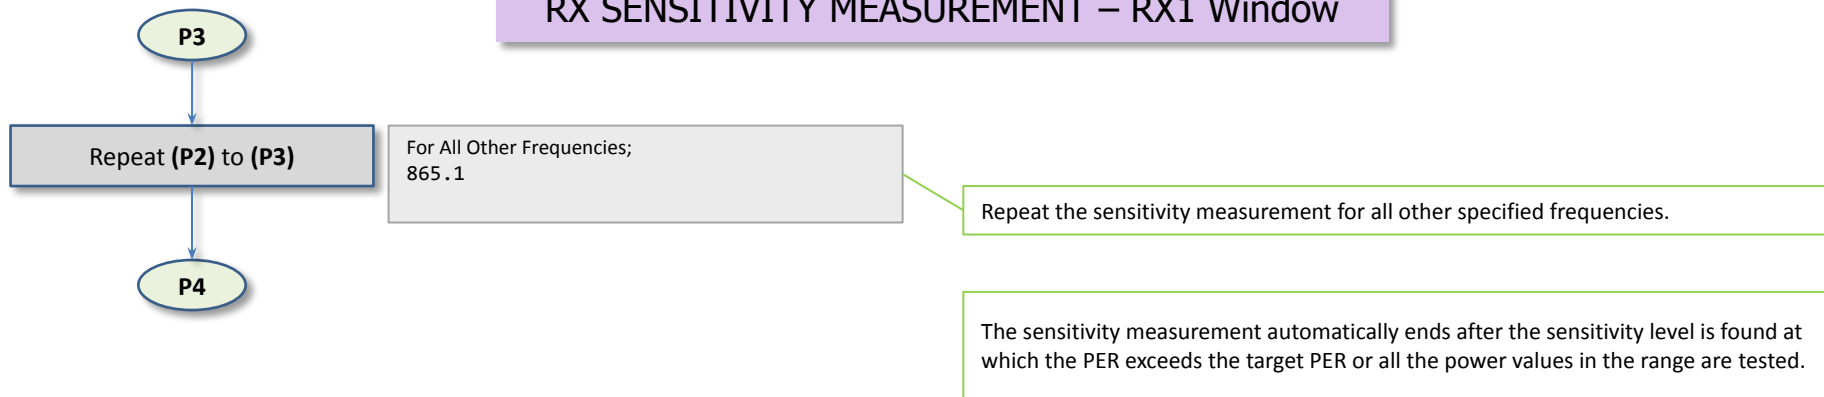 RX SENSITIVITY MEASUREMENT – RX1 Window
P3
Repeat (P2) to (P3)
For All Other Frequencies;
865.1
Repeat the sensitivity measurement for all other specified frequencies.
P4
The sensitivity measurement automatically ends after the sensitivity level is found at
which the PER exceeds the target PER or all the power values in the range are tested.